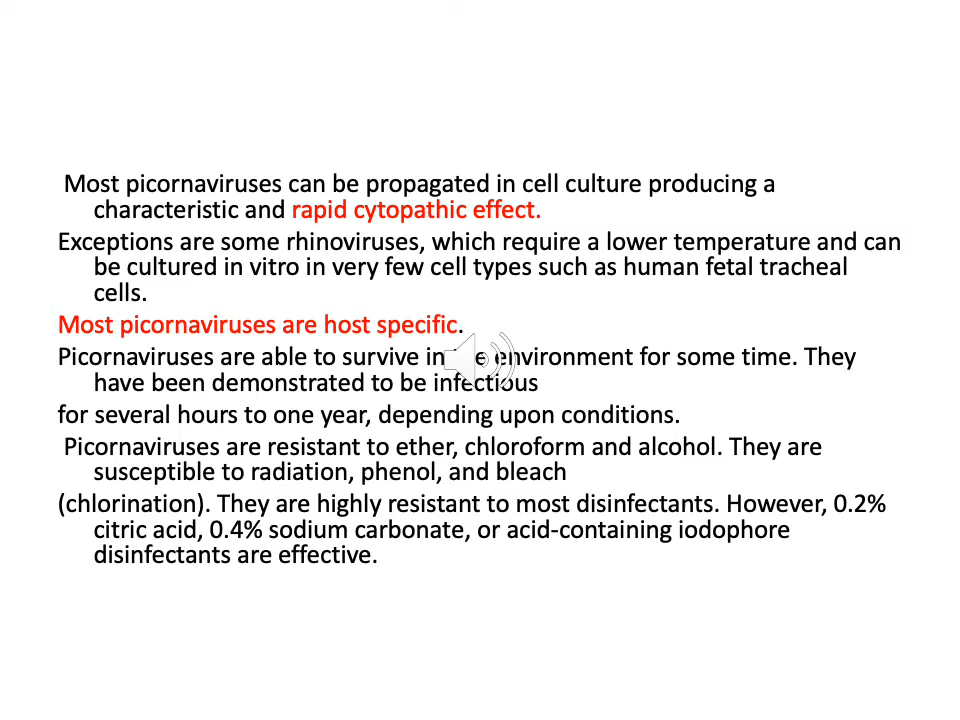 Most picornaviruses can be propagated in cell culture producing a
characteristic and rapid cytopathic effect.
Exceptions are some rhinoviruses, which require a lower temperature and can
be cultured in vitro in very few cell types such as human fetal tracheal
cells.
Most picornaviruses are host specific.
Picornaviruses are able to survive in the environment for some time. They
have been demonstrated to be infectious
for several hours to one year, depending upon conditions.
Picornaviruses are resistant to ether, chloroform and alcohol. They are
susceptible to radiation, phenol, and bleach
(chlorination). They are highly resistant to most disinfectants. However, 0.2%
citric acid, 0.4% sodium carbonate, or acid-containing iodophore
disinfectants are effective.